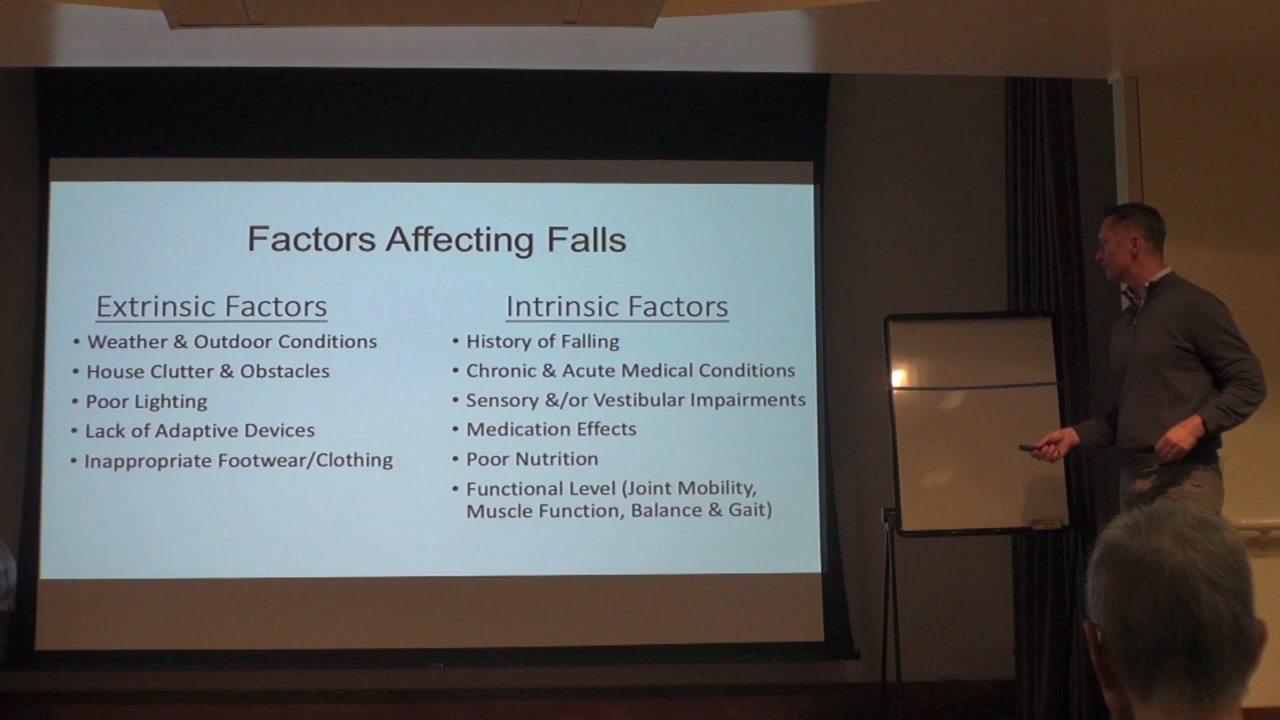 Factors Affecting Falls
Extrinsic Factors
• Weather & Outdoor Conditions
• House Clutter & Obstacles
• Poor Lighting
• Lack of Adaptive Devices
• Inappropriate Footwear/Clothing
Intrinsic Factors
• History of Falling
• Chronic & Acute Medical Conditions
• Sensory &/or Vestibular Impairments
• Medication Effects
• Poor Nutrition
• Functional Level (Joint Mobility,
Muscle Function, Balance & Gait)